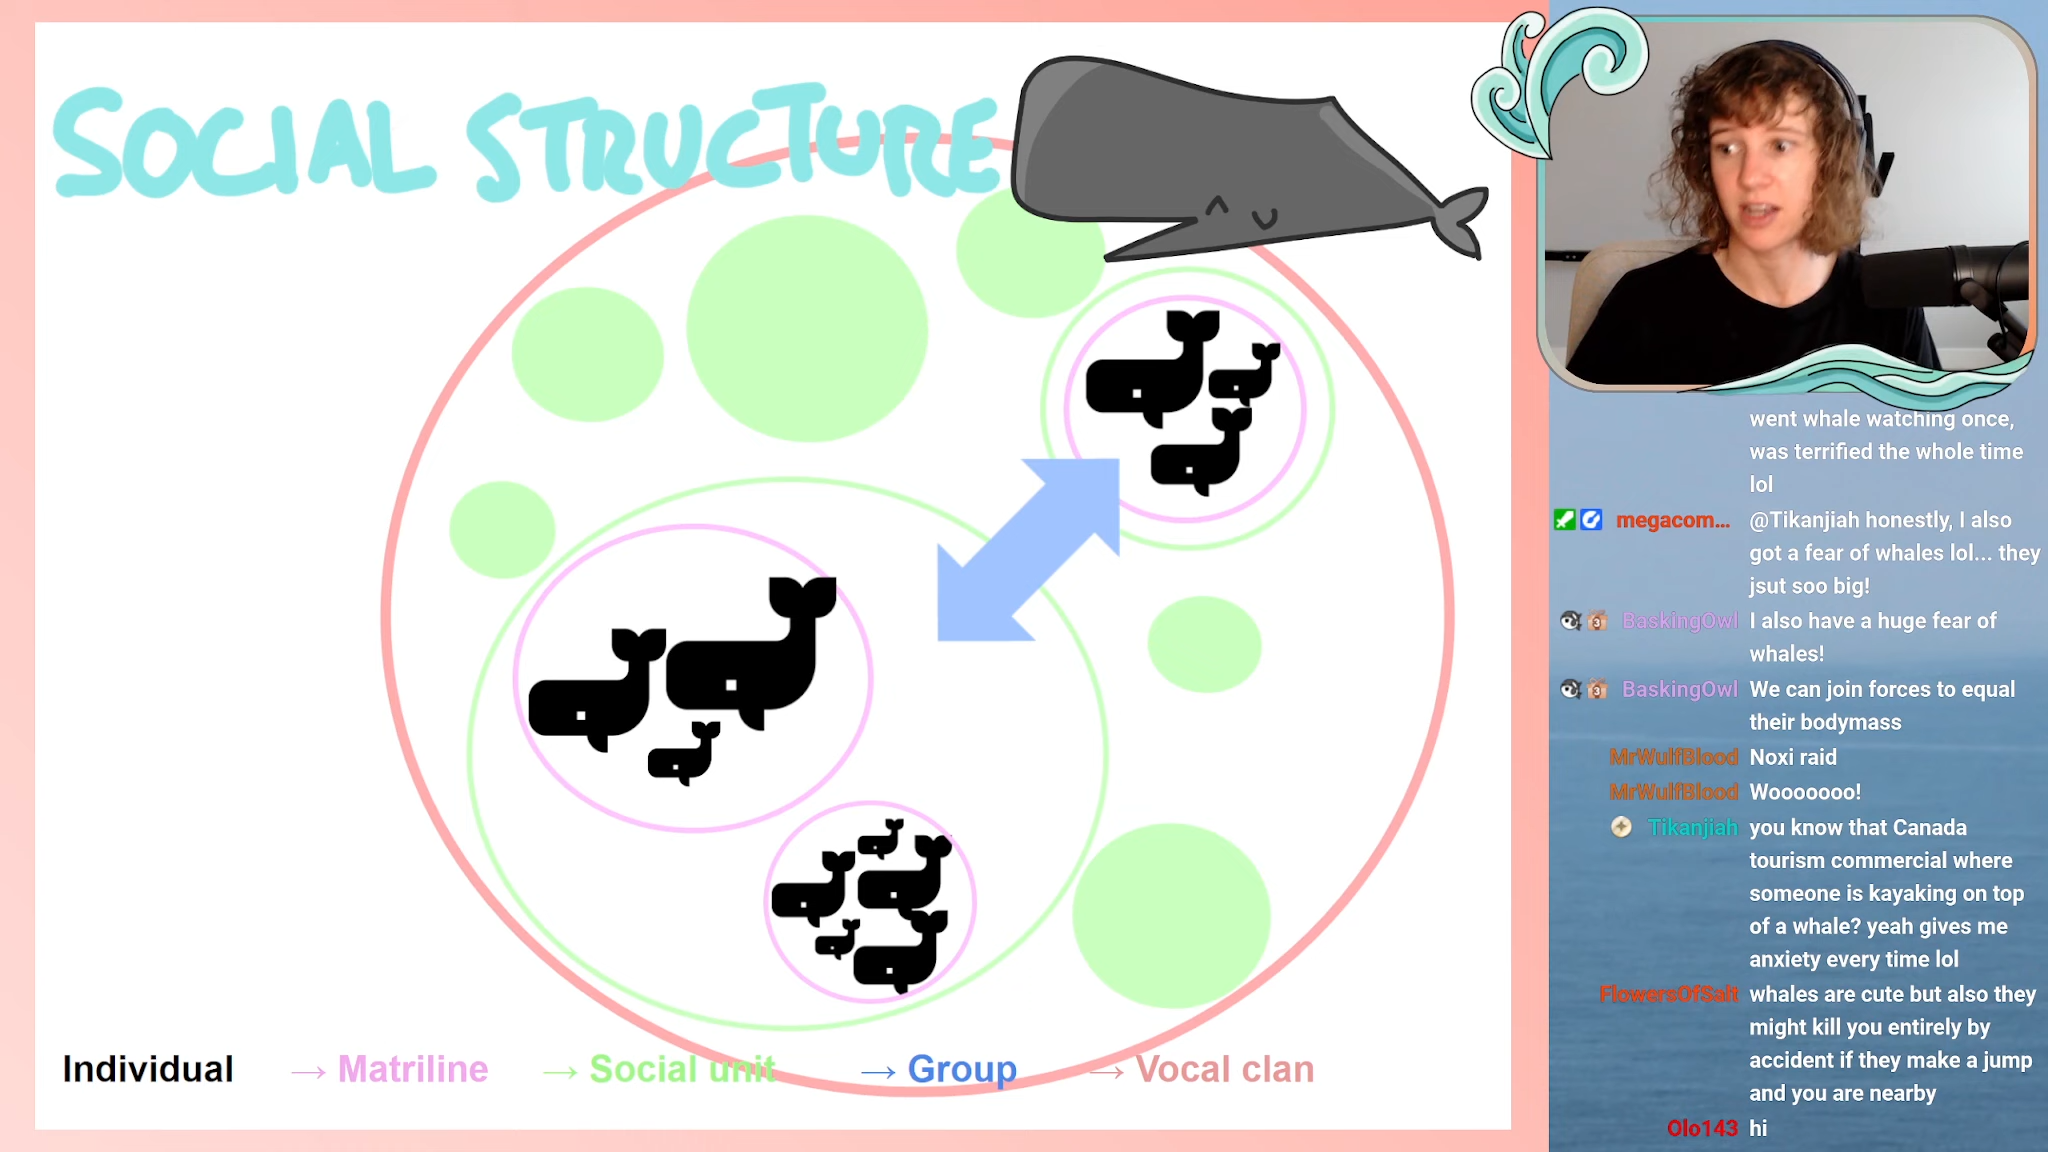 SOCIAL STRUCTURE
Individual → Matriline → Social unit → Group → Vocal clan
went whale watching once,
was terrified the whole time
lol
megacom... @Tikanjiah honestly, I also
got a fear of whales lol... they
jsut soo big!
BaskingOwl I also have a huge fear of
whales!
BaskingOwl We can join forces to equal
their bodymass
MrWulfBlood Noxi raid
MrWulfBlood Wooooooo!
Tikanjiah you know that Canada
tourism commercial where
someone is kayaking on top
of a whale? yeah gives me
anxiety every time lol
FlowersOfSalt whales are cute but also they
might kill you entirely by
accident if they make a jump
and you are nearby
Olo143 hi